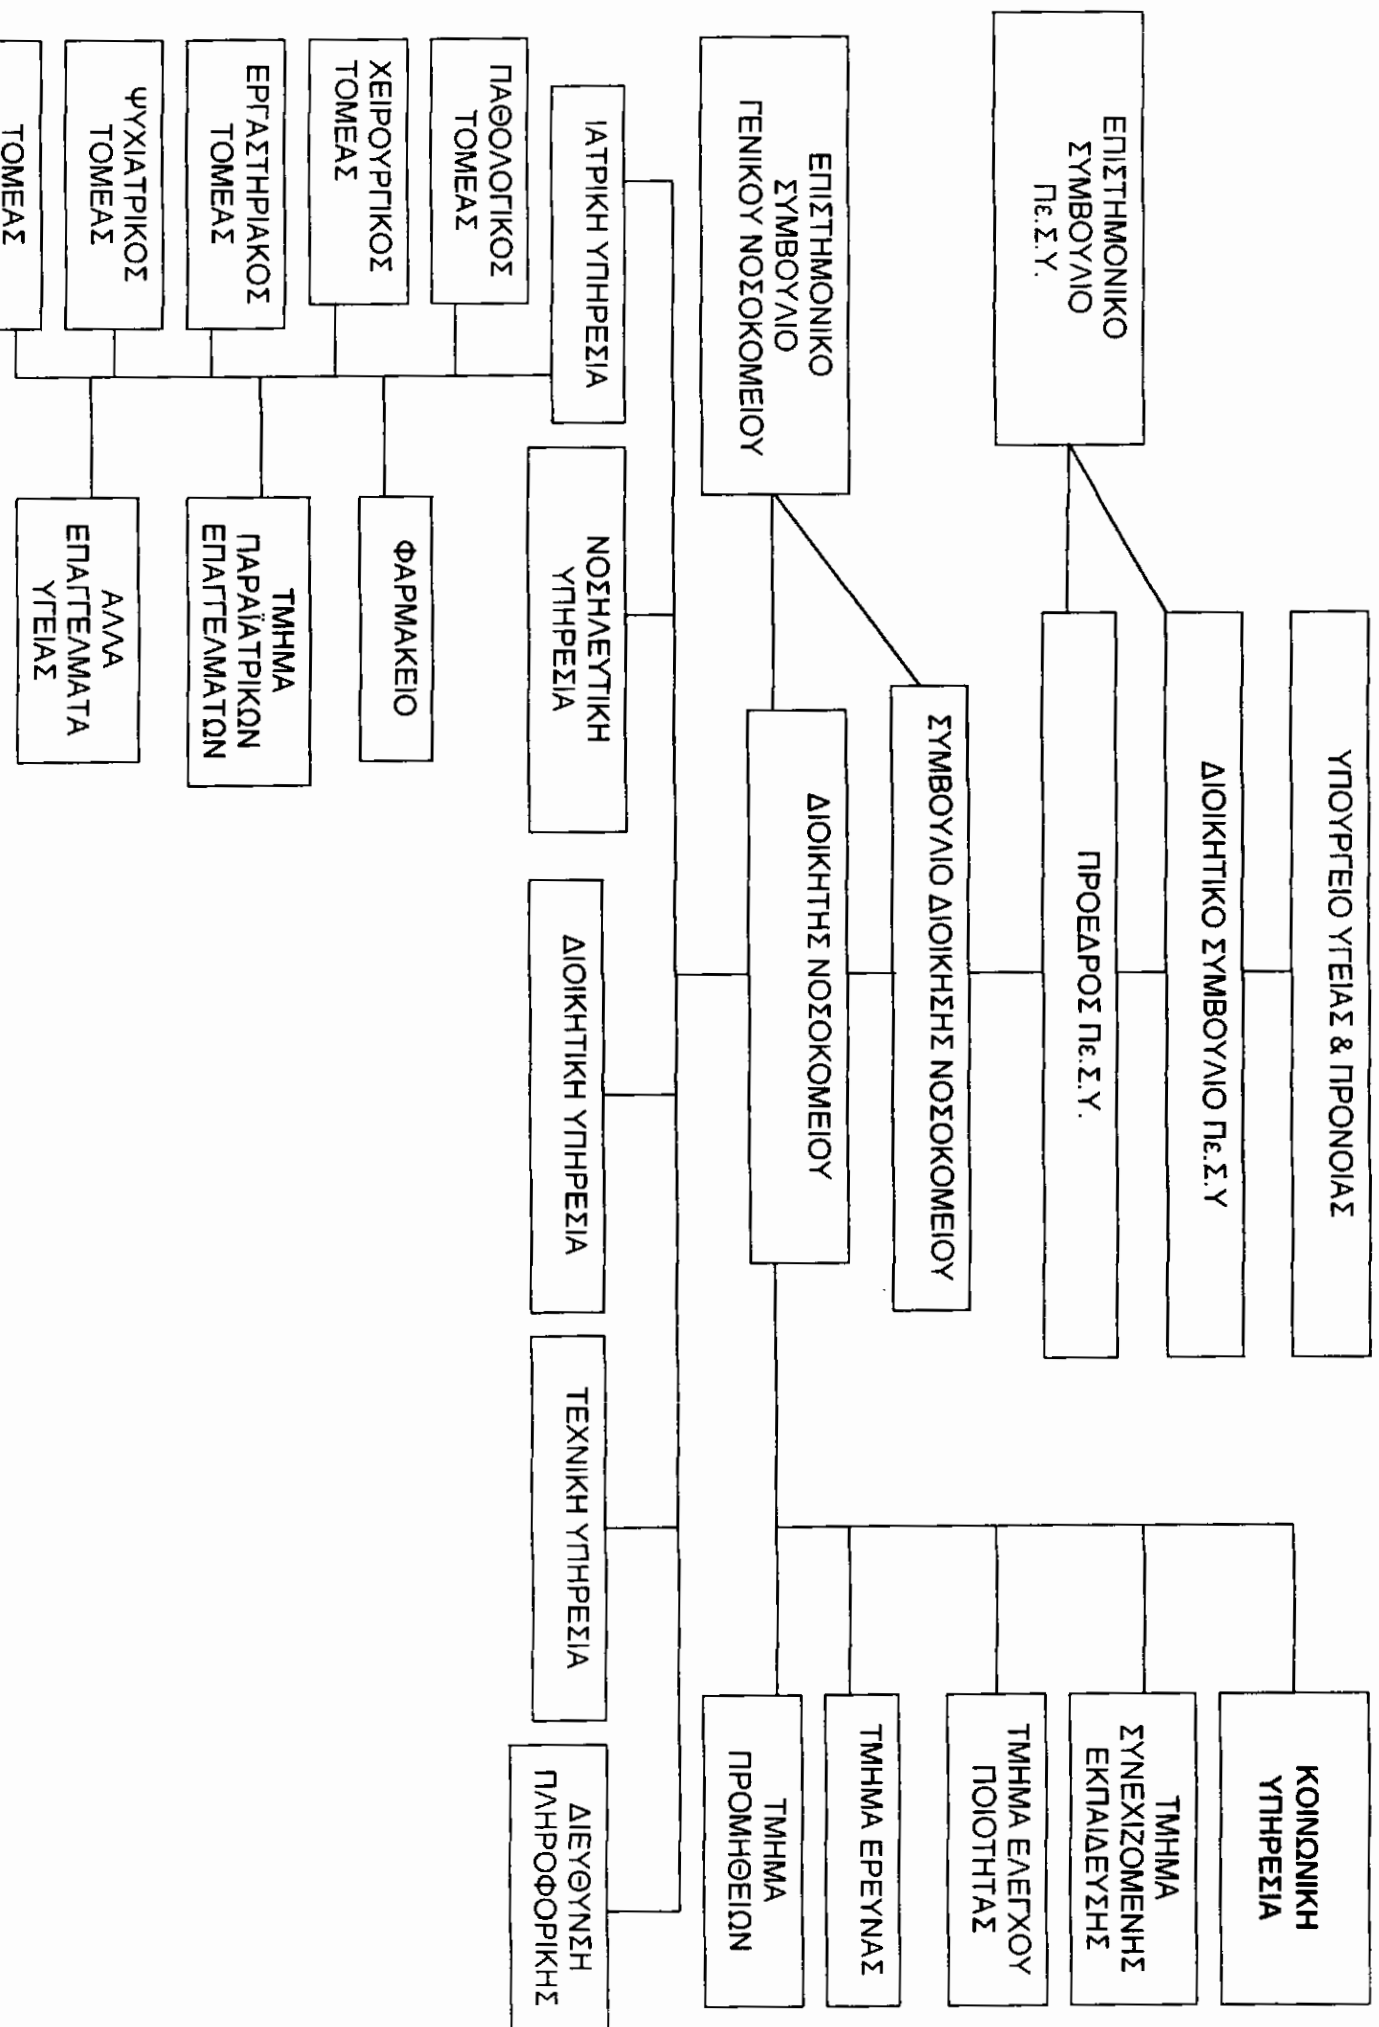 ΥΠΟΥΡΓΕΙΟ ΥΓΕΙΑΣ & ΠΡΟΝΟΙΑΣ
ΔΙΟΙΚΗΤΙΚΟ ΣΥΜΒΟΥΛΙΟ Πε.Σ.Υ
ΕΠΙΣΤΗΜΟΝΙΚΟ
ΣΥΜΒΟΥΛΙΟ
Πε.Σ.Υ.
ΠΡΟΕΔΡΟΣ Πε.Σ.Υ.
ΣΥΜΒΟΥΛΙΟ ΔΙΟΙΚΗΣΗΣ ΝΟΣΟΚΟΜΕΙΟΥ
ΕΠΙΣΤΗΜΟΝΙΚΟ
ΣΥΜΒΟΥΛΙΟ
ΓΕΝΙΚΟΥ ΝΟΣΟΚΟΜΕΙΟΥ
ΔΙΟΙΚΗΤΗΣ ΝΟΣΟΚΟΜΕΙΟΥ
ΚΟΙΝΩΝΙΚΗ
ΥΠΗΡΕΣΙΑ
ΤΜΗΜΑ
ΣΥΝΕΧΙΖΟΜΕΝΗΣ
ΕΚΠΑΙΔΕΥΣΗΣ
ΤΜΗΜΑ ΕΛΕΓΧΟΥ
ΠΟΙΟΤΗΤΑΣ
ΤΜΗΜΑ ΕΡΕΥΝΑΣ
ΤΜΗΜΑ
ΠΡΟΜΗΘΕΙΩΝ
ΙΑΤΡΙΚΗ ΥΠΗΡΕΣΙΑ
ΝΟΣΗΛΕΥΤΙΚΗ
ΥΠΗΡΕΣΙΑ
ΔΙΟΙΚΗΤΙΚΗ ΥΠΗΡΕΣΙΑ
ΤΕΧΝΙΚΗ ΥΠΗΡΕΣΙΑ
ΔΙΕΥΘΥΝΣΗ
ΠΛΗΡΟΦΟΡΙΚΗΣ
ΠΑΘΟΛΟΓΙΚΟΣ
ΤΟΜΕΑΣ
ΧΕΙΡΟΥΡΓΙΚΟΣ
ΤΟΜΕΑΣ
ΕΡΓΑΣΤΗΡΙΑΚΟΣ
ΤΟΜΕΑΣ
ΨΥΧΙΑΤΡΙΚΟΣ
ΤΟΜΕΑΣ
ΤΟΜΕΑΣ
ΦΑΡΜΑΚΕΙΟ
ΤΜΗΜΑ
ΠΑΡΑΪΑΤΡΙΚΩΝ
ΕΠΑΓΓΕΛΜΑΤΩΝ
ΑΛΛΑ
ΕΠΑΓΓΕΛΜΑΤΑ
ΥΓΕΙΑΣ